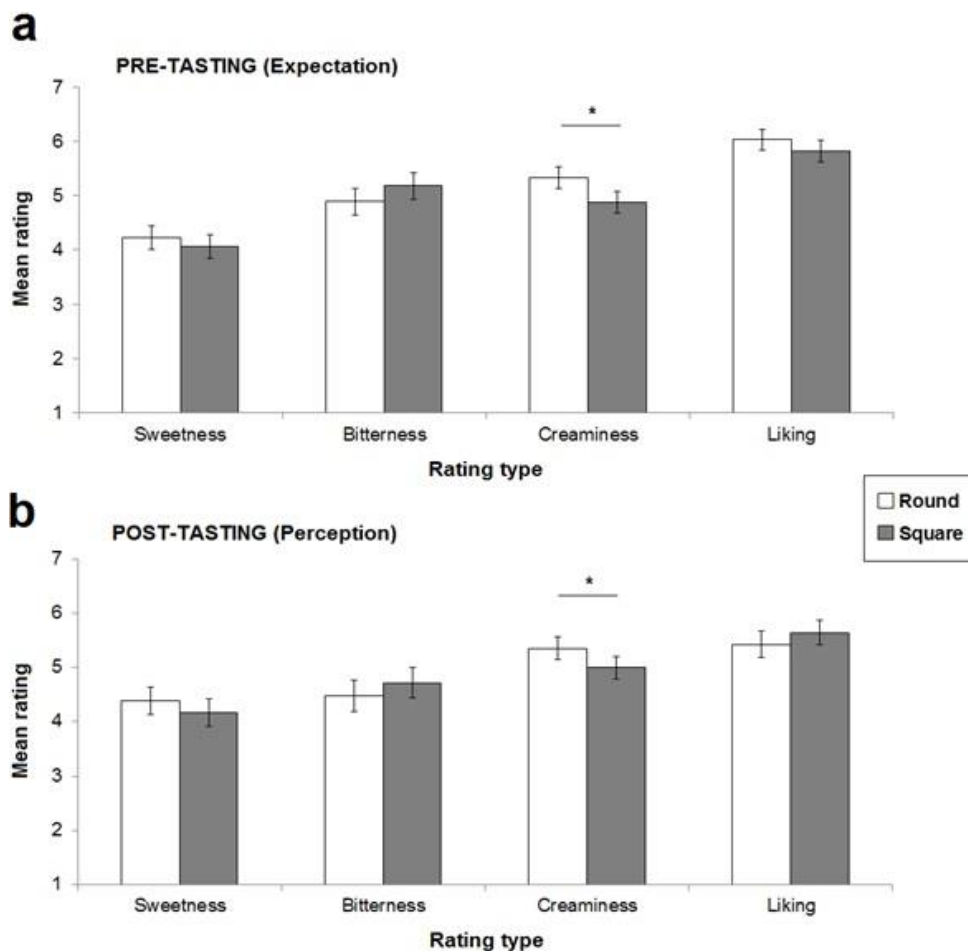 a
PRE-TASTING (Expectation)
7
6
5
4
3
2
1
Mean rating
*
Sweetness Bitterness Creaminess Liking
Rating type
Round
Square
b
POST-TASTING (Perception)
7
6
5
4
3
2
1
Mean rating
*
Sweetness Bitterness Creaminess Liking
Rating type